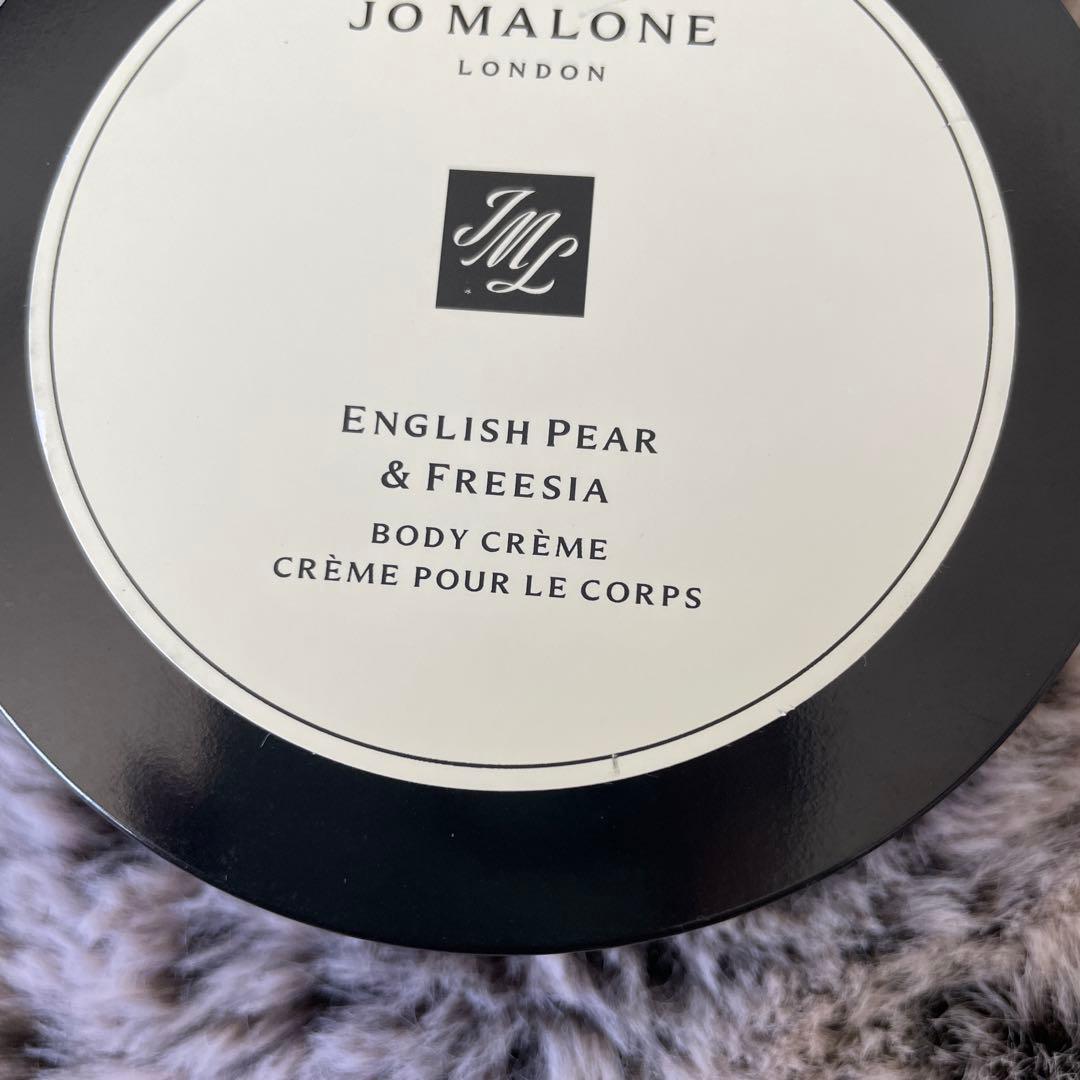 JO MALONE
LONDON
JML
ENGLISH PEAR
& FREESIA
BODY CRÈME
CRÈME POUR LE CORPS